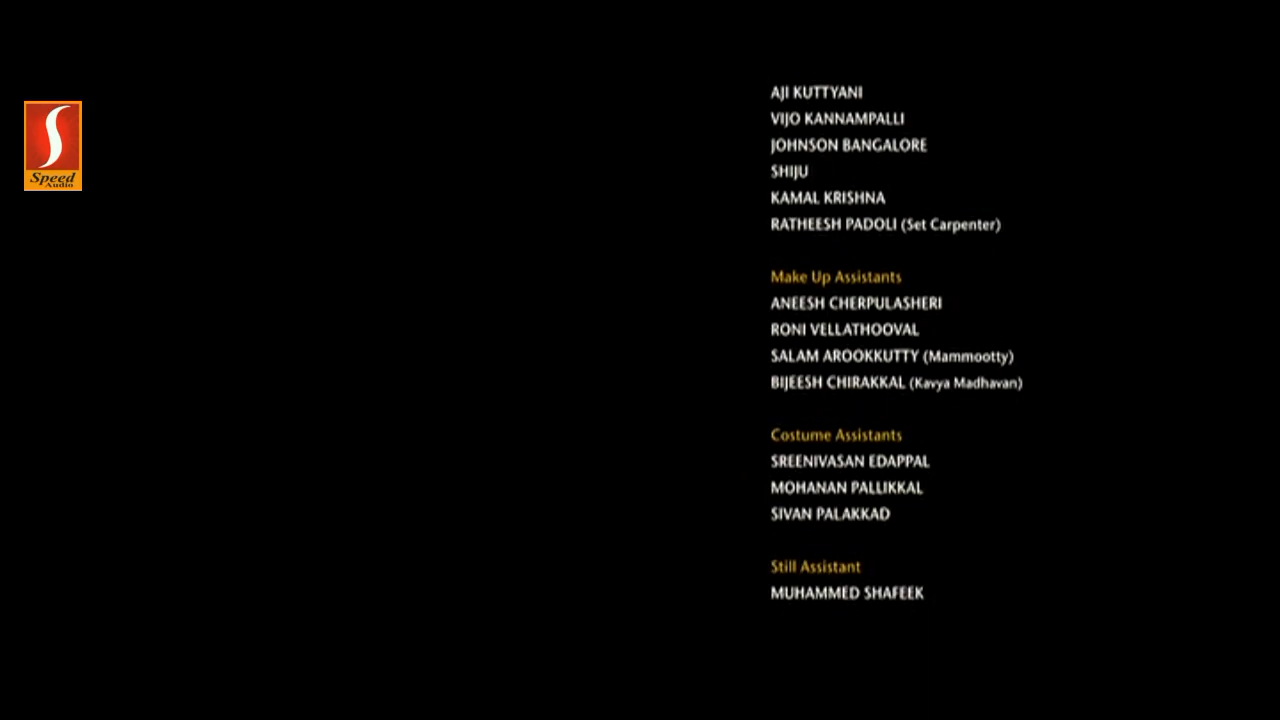 Speed
Audio
AJI KUTTYANI
VIJO KANNAMPALLI
JOHNSON BANGALORE
SHIJU
KAMAL KRISHNA
RATHEESH PADOLI (Set Carpenter)
Make Up Assistants
ANEESH CHERPULASHERI
RONI VELLATHOOVAL
SALAM AROOKKUTTY (Mammootty)
BIJEESH CHIRAKKAL (Kavya Madhavan)
Costume Assistants
SREENIVASAN EDAPPAL
MOHANAN PALLIKKAL
SIVAN PALAKKAD
Still Assistant
MUHAMMED SHAFEEK